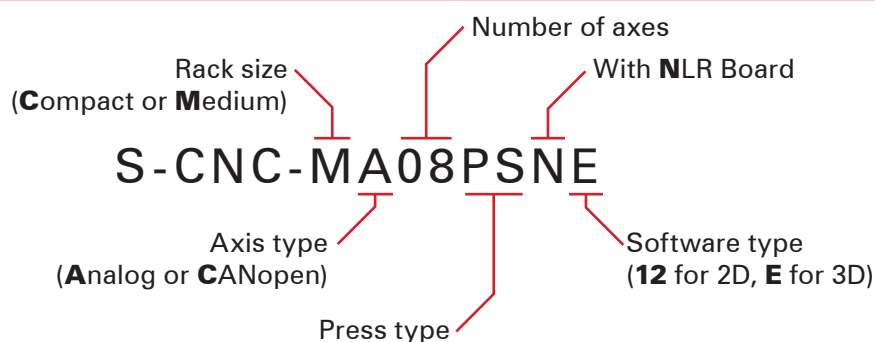 Number of axes
Rack size
(Compact or Medium)
With NLR Board
S-CNC-MA08PSNE
Axis type
(Analog or CANopen)
Software type
(12 for 2D, E for 3D)
Press type